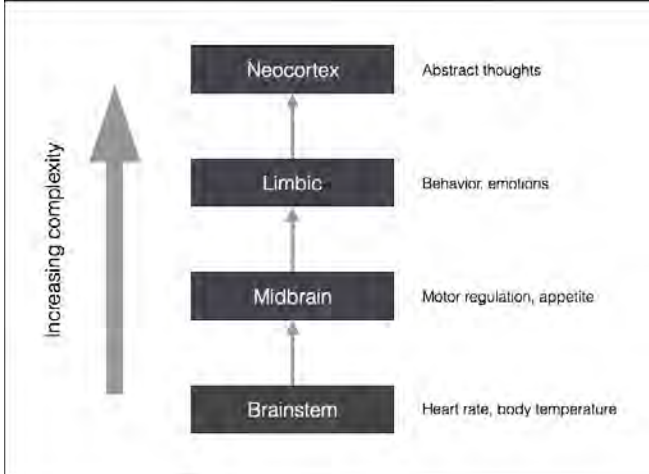 Neocortex
Abstract thoughts
Increasing complexity
Limbic
Behavior, emotions
Midbrain
Motor regulation, appetite
Brainstem
Heart rate, body temperature